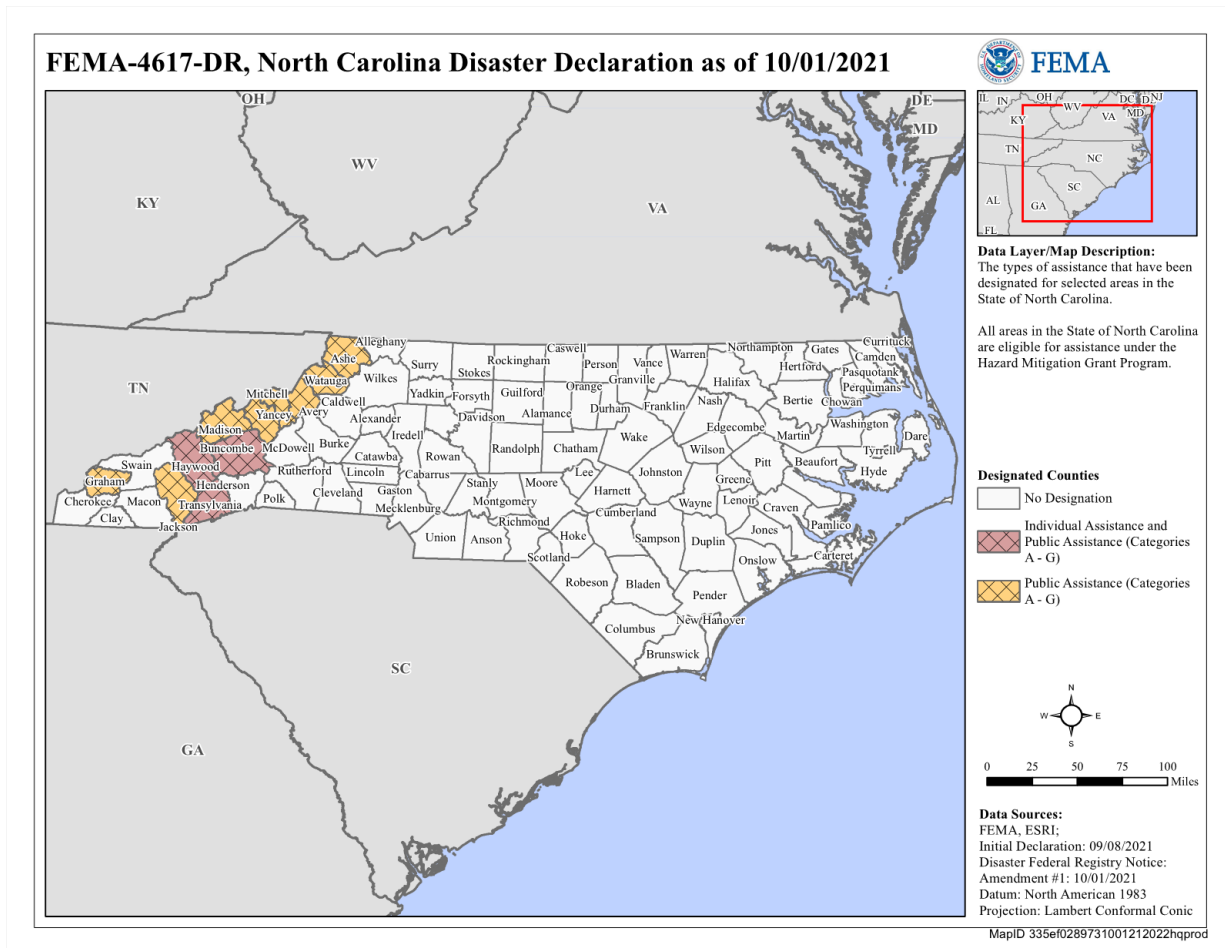 FEMA-4617-DR, North Carolina Disaster Declaration as of 10/01/2021
FEMA
OH
DE
MD
WV
KY
VA
TN
Alleghany
Ashe
Surry
Stokes
Rockingham
Caswell
Person
Vance
Warren
Northampton
Gates
Currituck
Camden
Pasquotank
Perquimans
Hertford
Watauga
Wilkes
Yadkin
Forsyth
Guilford
Orange
Granville
Halifax
Bertie
Chowan
Mitchell
Yancey
Avery
Caldwell
Alexander
Davidson
Alamance
Durham
Franklin
Nash
Edgecombe
Martin
Washington
Tyrrell
Dare
Madison
Buncombe
McDowell
Burke
Iredell
Catawba
Rowan
Randolph
Chatham
Wake
Wilson
Pitt
Beaufort
Hyde
Swain
Haywood
Rutherford
Lincoln
Cabarrus
Stanly
Moore
Lee
Johnston
Greene
Graham
Henderson
Cherokee
Macon
Transylvania
Polk
Cleveland
Gaston
Mecklenburg
Montgomery
Harnett
Wayne
Lenoir
Craven
Clay
Jackson
Richmond
Cumberland
Union
Anson
Hoke
Sampson
Duplin
Jones
Pamlico
Scotland
Onslow
Carteret
Robeson
Bladen
Pender
Columbus
New Hanover
Brunswick
SC
GA
IL
IN
OH
WV
DC
D
NJ
MD
KY
VA
TN
NC
SC
AL
GA
FL
Data Layer/Map Description:
The types of assistance that have been
designated for selected areas in the
State of North Carolina.
All areas in the State of North Carolina
are eligible for assistance under the
Hazard Mitigation Grant Program.
Designated Counties
No Designation
Individual Assistance and
Public Assistance (Categories
A - G)
Public Assistance (Categories
A - G)
N
W
E
S
0 25 50 75 100
Miles
Data Sources:
FEMA, ESRI;
Initial Declaration: 09/08/2021
Disaster Federal Registry Notice:
Amendment #1: 10/01/2021
Datum: North American 1983
Projection: Lambert Conformal Conic
MapID 335ef0289731001212022hqprod